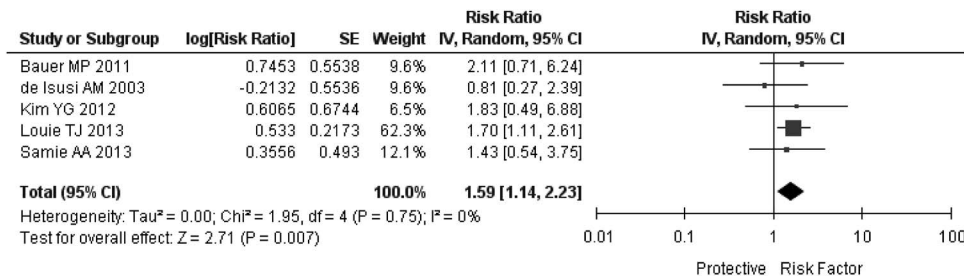 Risk Ratio Risk Ratio
Study or Subgroup log[Risk Ratio] SE Weight IV, Random, 95% CI IV, Random, 95% CI
Bauer MP 2011 0.7453 0.5538 9.6% 2.11 [0.71, 6.24]
de Isusi AM 2003 -0.2132 0.5536 9.6% 0.81 [0.27, 2.39]
Kim YG 2012 0.6065 0.6744 6.5% 1.83 [0.49, 6.88]
Louie TJ 2013 0.533 0.2173 62.3% 1.70 [1.11, 2.61]
Samie AA 2013 0.3556 0.493 12.1% 1.43 [0.54, 3.75]
Total (95% CI) 100.0% 1.59 [1.14, 2.23]
Heterogeneity: Tau² = 0.00; Chi² = 1.95, df = 4 (P = 0.75); I² = 0%
Test for overall effect: Z = 2.71 (P = 0.007)
0.01 0.1 1 10 100
Protective Risk Factor